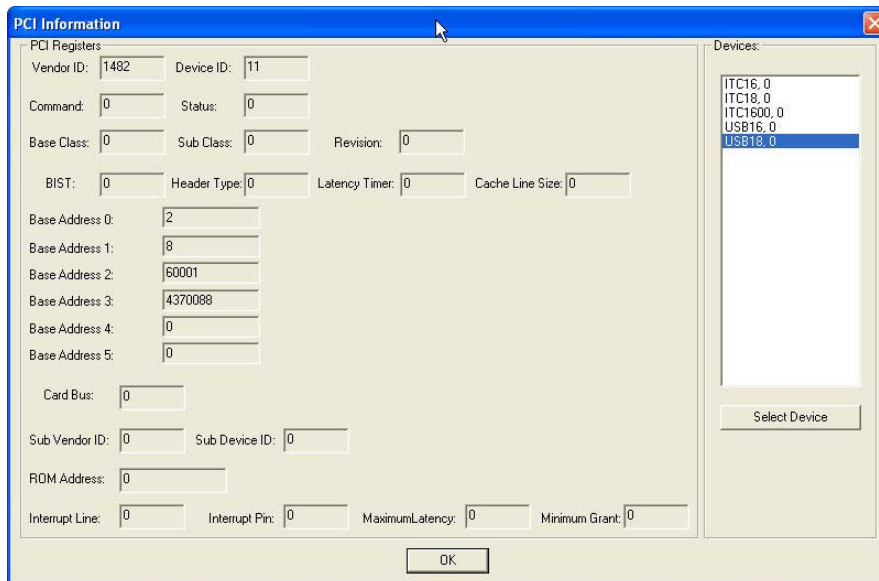 PCI Information
PCI Registers
Vendor ID: 1482 Device ID: 11
Command: 0 Status: 0
Base Class: 0 Sub Class: 0 Revision: 0
BIST: 0 Header Type: 0 Latency Timer: 0 Cache Line Size: 0
Base Address 0: 2
Base Address 1: 8
Base Address 2: 60001
Base Address 3: 4370088
Base Address 4: 0
Base Address 5: 0
Card Bus: 0
Sub Vendor ID: 0 Sub Device ID: 0
ROM Address: 0
Interrupt Line: 0 Interrupt Pin: 0 MaximumLatency: 0 Minimum Grant: 0
Devices:
ITC16, 0
ITC18, 0
ITC1600, 0
USB16, 0
USB18, 0
Select Device
OK